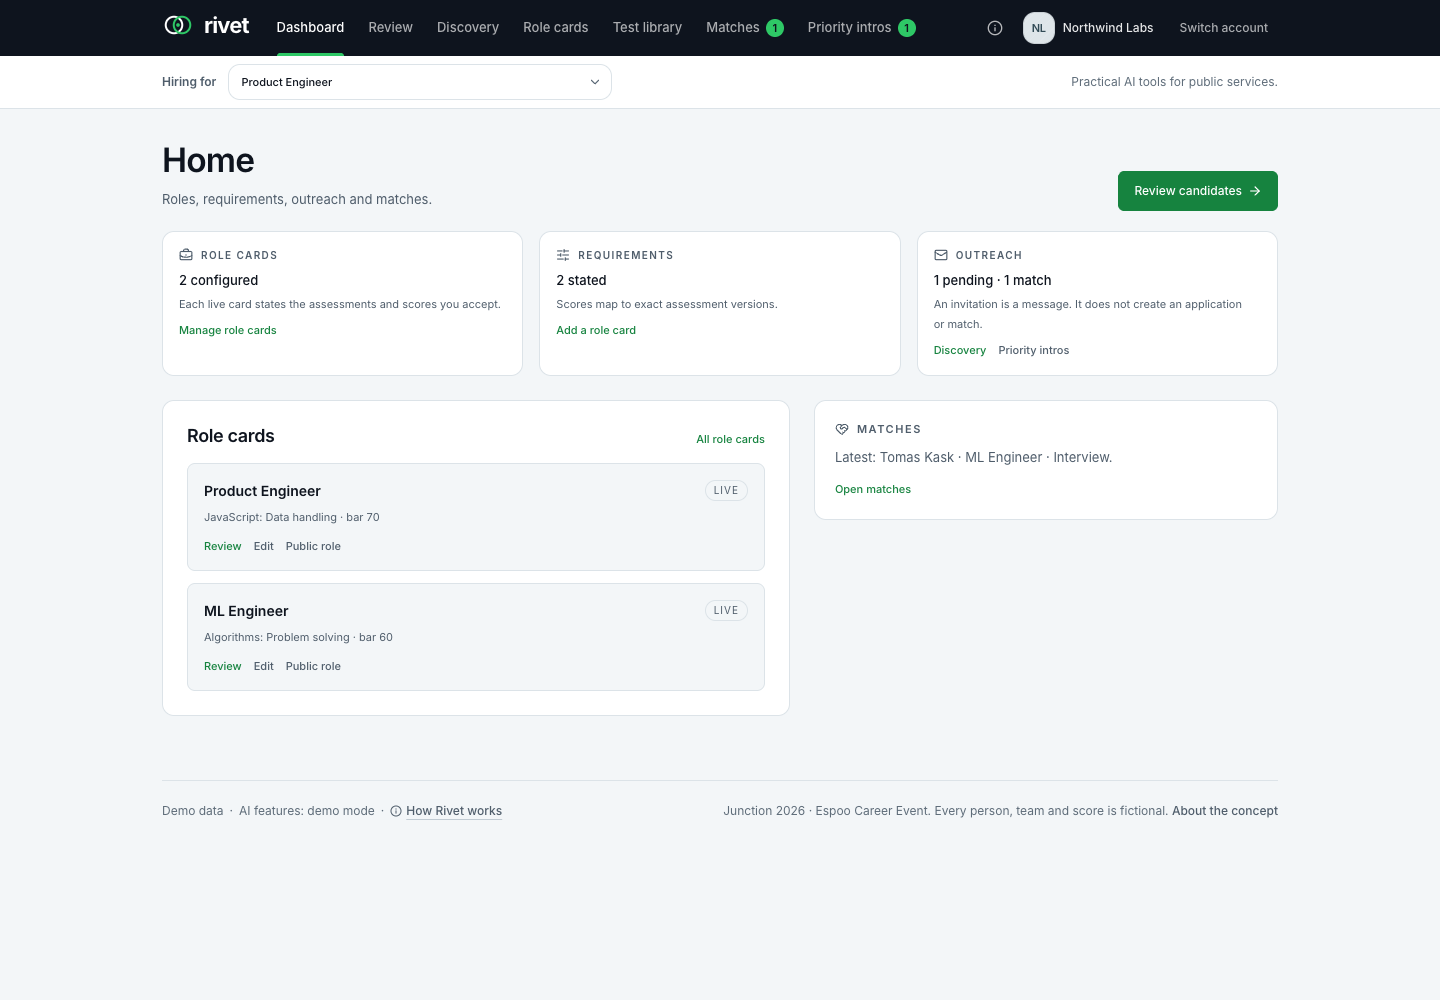 rivet Dashboard Review Discovery Role cards Test library Matches 1 Priority intros 1 NL Northwind Labs Switch account
Hiring for Product Engineer Practical AI tools for public services.
Home
Roles, requirements, outreach and matches.
Review candidates →
ROLE CARDS
2 configured
Each live card states the assessments and scores you accept.
Manage role cards
REQUIREMENTS
2 stated
Scores map to exact assessment versions.
Add a role card
OUTREACH
1 pending · 1 match
An invitation is a message. It does not create an application
or match.
Discovery Priority intros
Role cards All role cards
Product Engineer LIVE
JavaScript: Data handling · bar 70
Review Edit Public role
ML Engineer LIVE
Algorithms: Problem solving · bar 60
Review Edit Public role
MATCHES
Latest: Tomas Kask · ML Engineer · Interview.
Open matches
Demo data · AI features: demo mode · How Rivet works
Junction 2026 · Espoo Career Event. Every person, team and score is fictional. About the concept